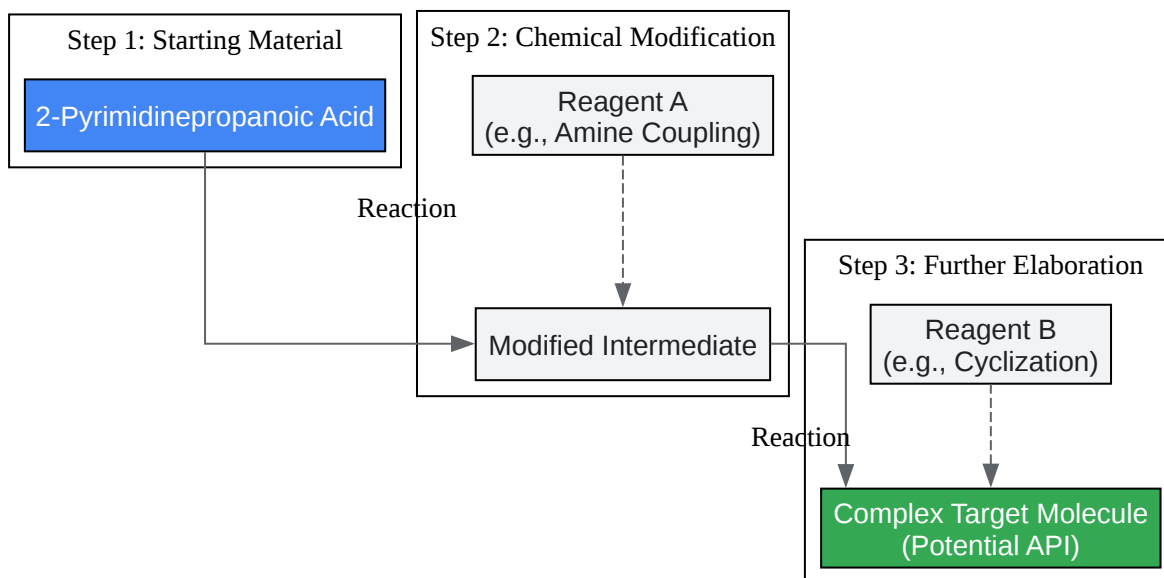 Step 1: Starting Material
2-Pyrimidinepropanoic Acid
Reaction
Step 2: Chemical Modification
Reagent A
(e.g., Amine Coupling)
Modified Intermediate
Reaction
Step 3: Further Elaboration
Reagent B
(e.g., Cyclization)
Complex Target Molecule
(Potential API)